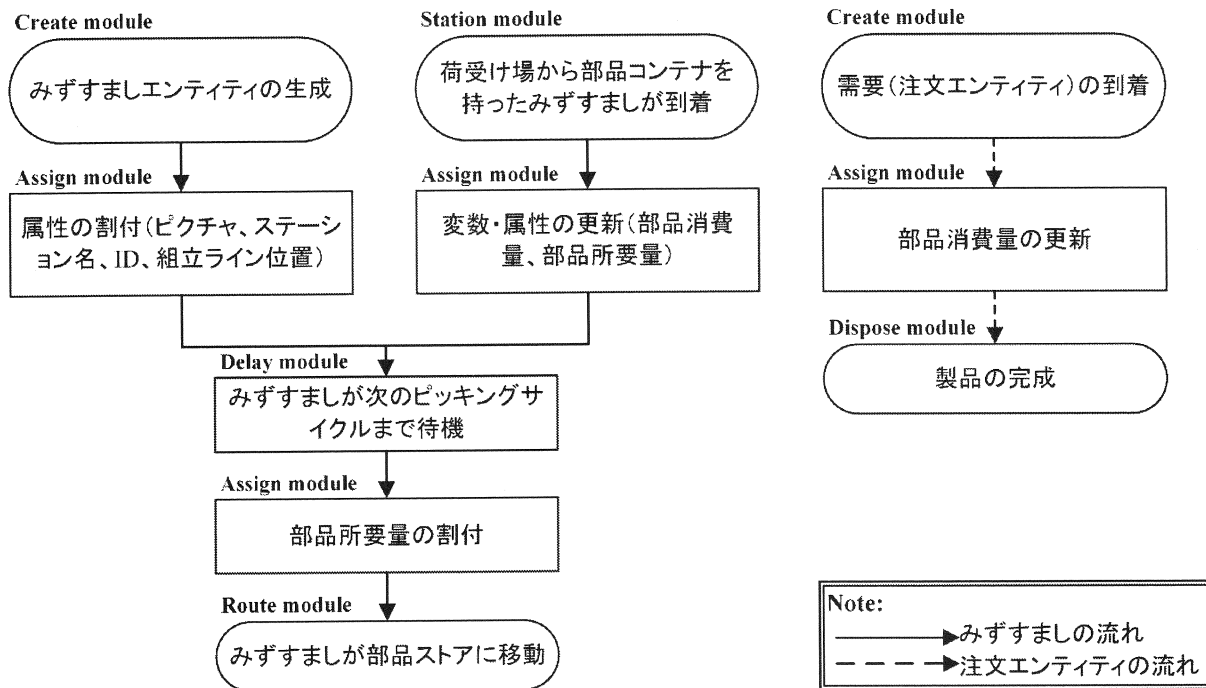 Create module
みずすましエンティティの生成
Assign module
属性の割付(ピクチャ、ステーシ
ョン名、ID、組立ライン位置)
Station module
荷受け場から部品コンテナを
持ったみずすましが到着
Assign module
変数・属性の更新(部品消費
量、部品所要量)
Delay module
みずすましが次のピッキングサ
イクルまで待機
Assign module
部品所要量の割付
Route module
みずすましが部品ストアに移動
Create module
需要(注文エンティティ)の到着
Assign module
部品消費量の更新
Dispose module
製品の完成
Note:
みずすましの流れ
注文エンティティの流れ